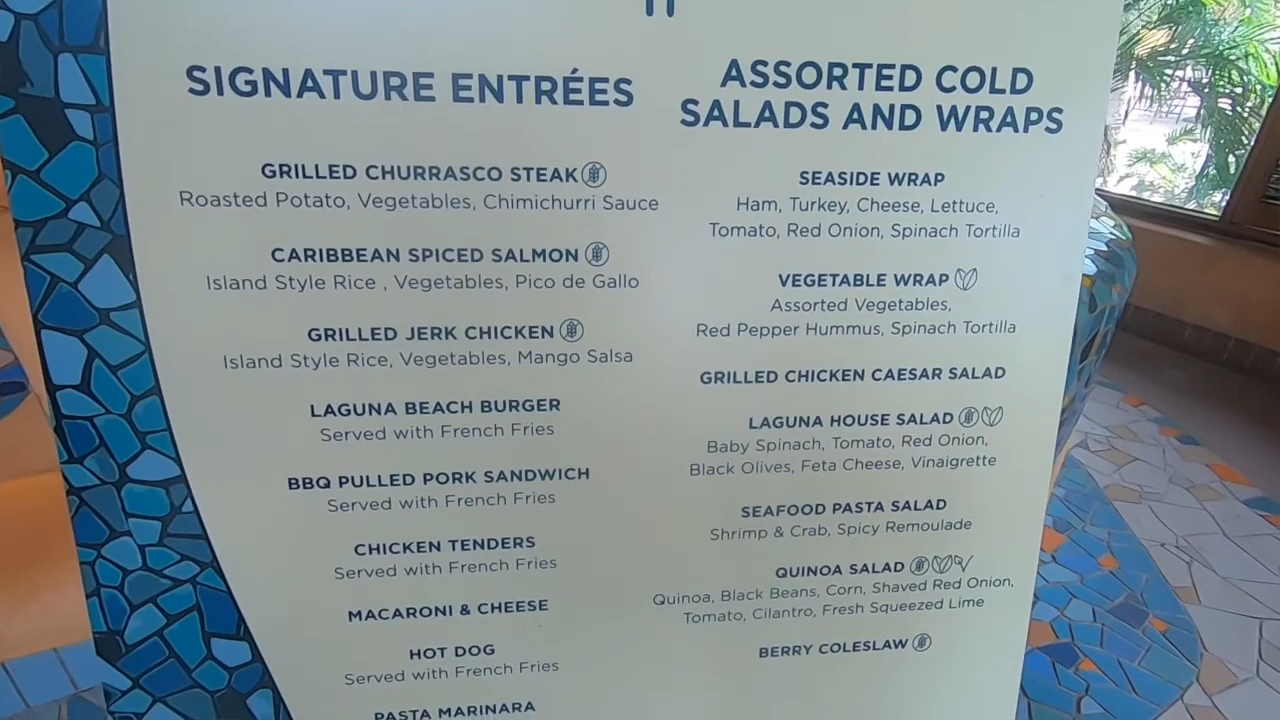 SIGNATURE ENTRÉES
GRILLED CHURRASCO STEAK
Roasted Potato, Vegetables, Chimichurri Sauce
CARIBBEAN SPICED SALMON
Island Style Rice , Vegetables, Pico de Gallo
GRILLED JERK CHICKEN
Island Style Rice, Vegetables, Mango Salsa
LAGUNA BEACH BURGER
Served with French Fries
BBQ PULLED PORK SANDWICH
Served with French Fries
CHICKEN TENDERS
Served with French Fries
MACARONI & CHEESE
HOT DOG
Served with French Fries
PASTA MARINARA
ASSORTED COLD
SALADS AND WRAPS
SEASIDE WRAP
Ham, Turkey, Cheese, Lettuce,
Tomato, Red Onion, Spinach Tortilla
VEGETABLE WRAP
Assorted Vegetables,
Red Pepper Hummus, Spinach Tortilla
GRILLED CHICKEN CAESAR SALAD
LAGUNA HOUSE SALAD
Baby Spinach, Tomato, Red Onion,
Black Olives, Feta Cheese, Vinaigrette
SEAFOOD PASTA SALAD
Shrimp & Crab, Spicy Remoulade
QUINOA SALAD
Quinoa, Black Beans, Corn, Shaved Red Onion,
Tomato, Cilantro, Fresh Squeezed Lime
BERRY COLESLAW